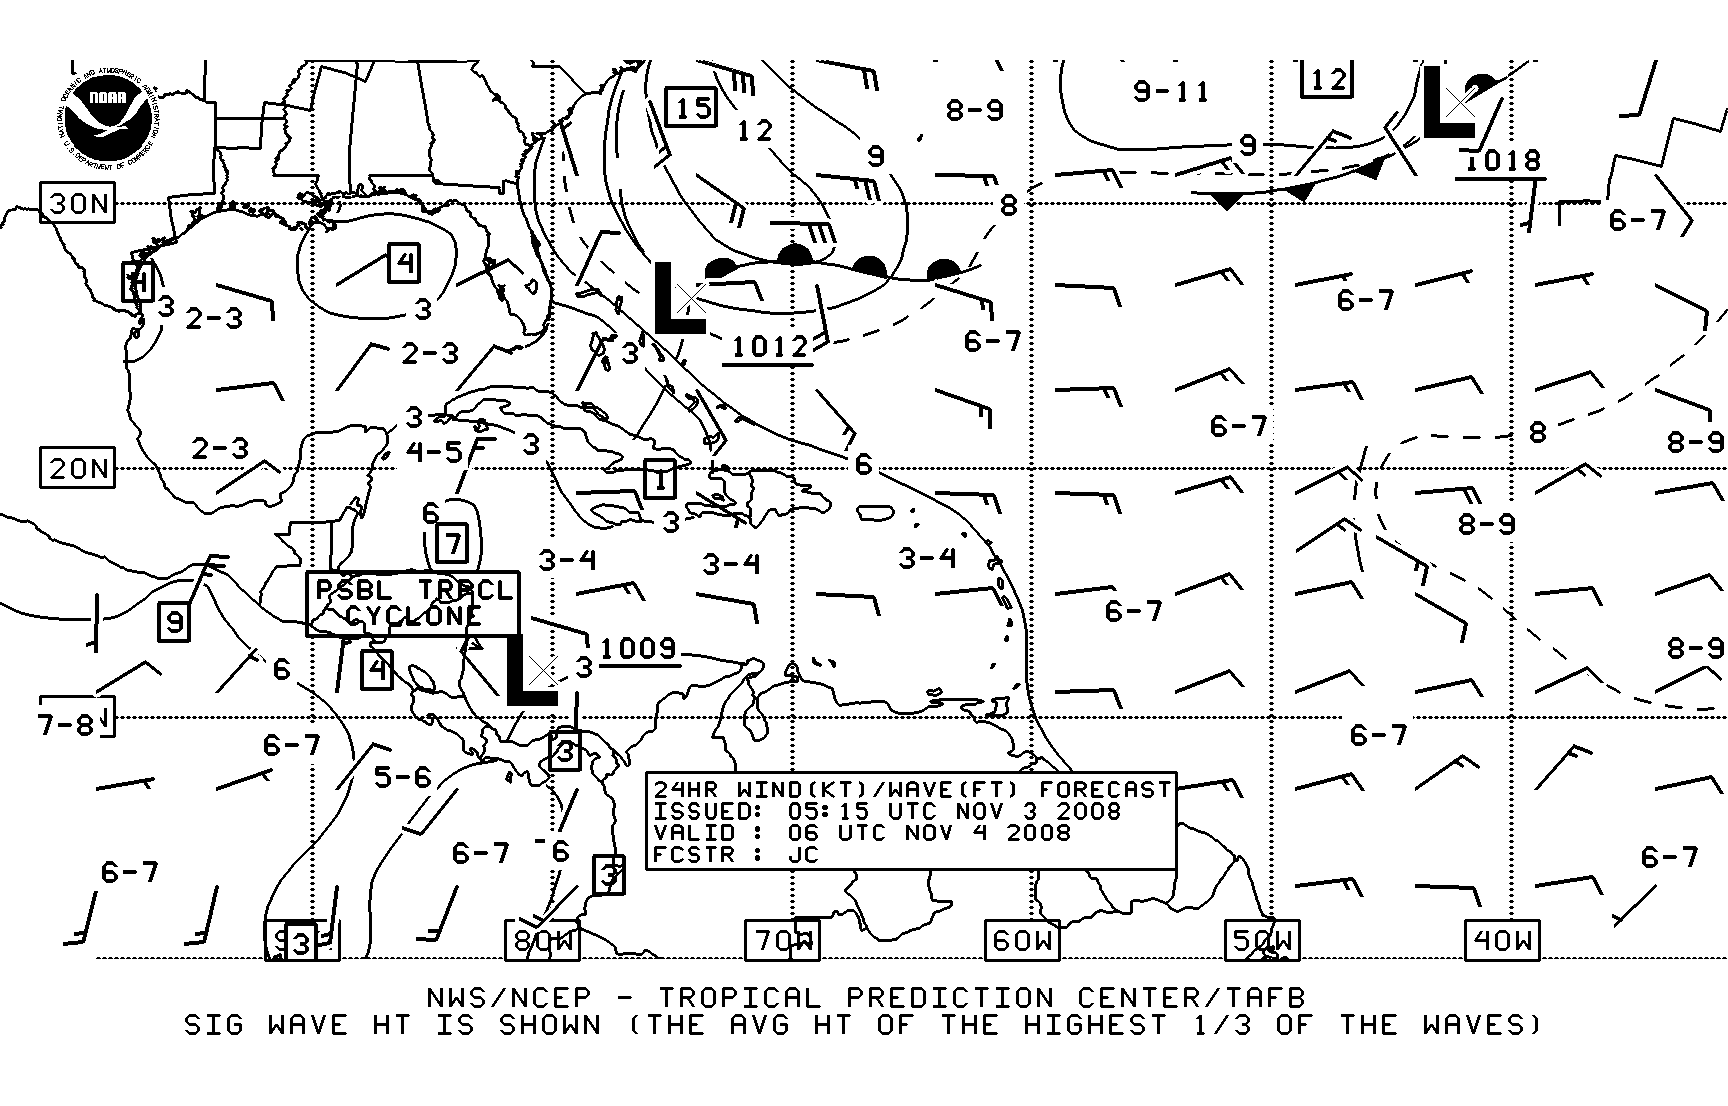 NATIONAL OCEANIC AND ATMOSPHERIC ADMINISTRATION
NOAA
U.S. DEPARTMENT OF COMMERCE
15
12
8-9
9-11
12
L
1018
9
9
8
6-7
30N
4
4
3
2-3
3
2-3
L
1012
3
6-7
6-7
3
3
4-5
2-3
6
6-7
8
8-9
20N
1
6
3
7
3-4
3-4
3-4
8-9
PSBL TRPCL
CYCLONE
9
6-7
6
4
L
1009
3
8-9
7-8
6-7
3
6-7
5-6
24HR WIND(KT)/WAVE(FT) FORECAST
ISSUED: 05:15 UTC NOV 3 2008
VALID : 06 UTC NOV 4 2008
FCSTR : JC
6-7
6-7
6
3
6-7
3
80W
70W
60W
50W
40W
NWS/NCEP - TROPICAL PREDICTION CENTER/TAFB
SIG WAVE HT IS SHOWN (THE AVG HT OF THE HIGHEST 1/3 OF THE WAVES)